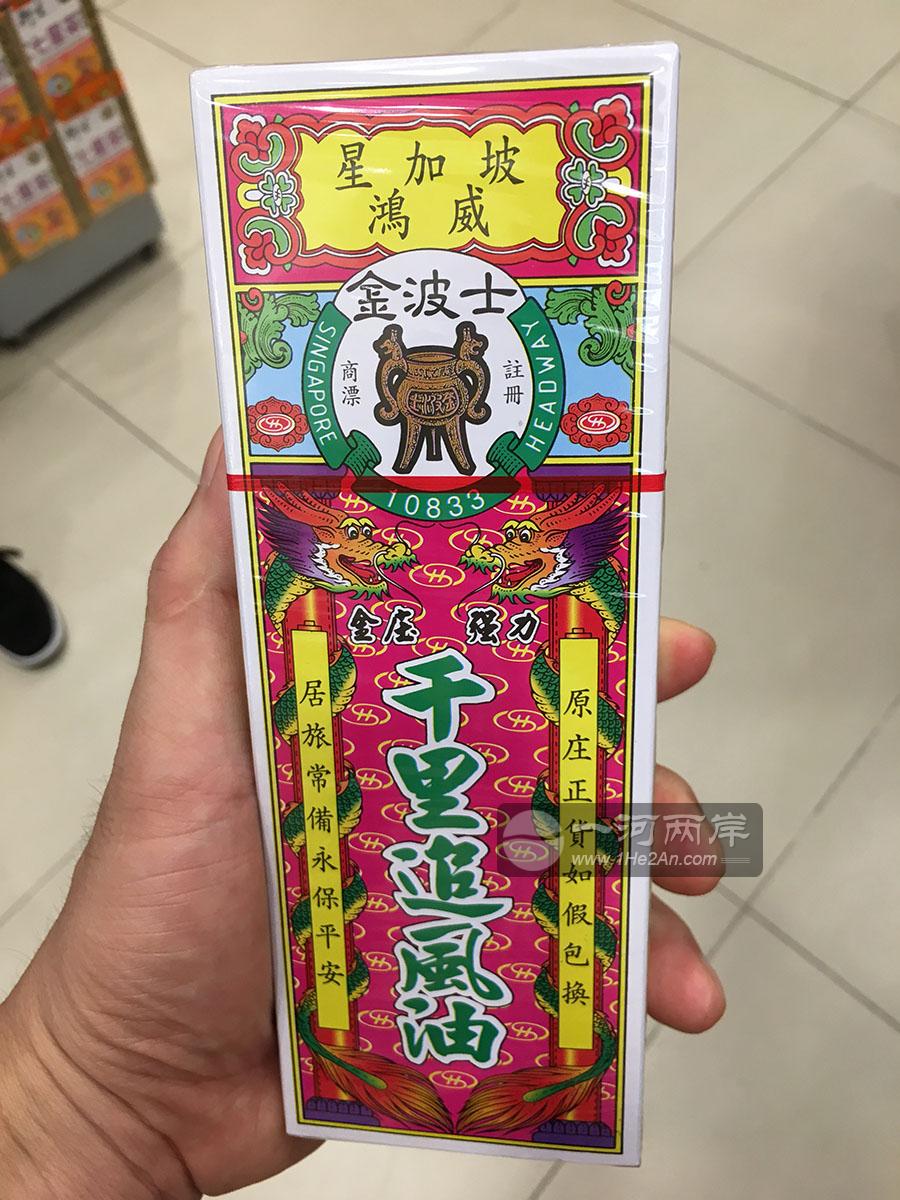 星加坡
鴻威
金波士
SINGAPORE
HEADWAY
商漂
註冊
10833
金庄 强力
千里追風油
原庄正貨如假包換
居旅常備永保平安
一河两岸
www.1He2An.com